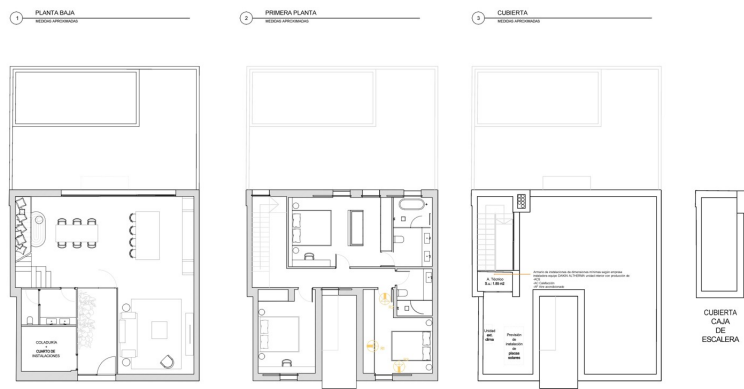 1
PLANTA BAJA
MEDIDAS APROXIMADAS
2
PRIMERA PLANTA
MEDIDAS APROXIMADAS
3
CUBIERTA
MEDIDAS APROXIMADAS
COLADURIA
+
CUARTO DE
INSTALACIONES
A. Técnico
S.u.: 1.85 m2
Unidad
ext.
clima
Previsión
de
instalación
de
placas
solares
CUBIERTA
CAJA
DE
ESCALERA